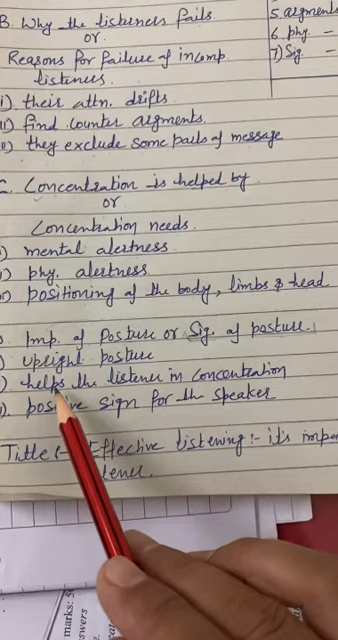 B. Why the listeners fails
or
Reasons for failure of incomp
listeners.
i) their attn. drifts
ii) find counter argments.
iii) they exclude some parts of message
C. Concentration is helped by
or
Concentration needs.
i) mental alertness
ii) phy. alertness
iii) positioning of the body, limbs & head
Imp. of Posture or Sig. of posture.
i) upright posture
ii) helps the listener in concentration
iii) positive sign for the speaker
Title :- Effective listening :- it's impor
5. argments
6. phy. -
7) Sig. -
marks: 5